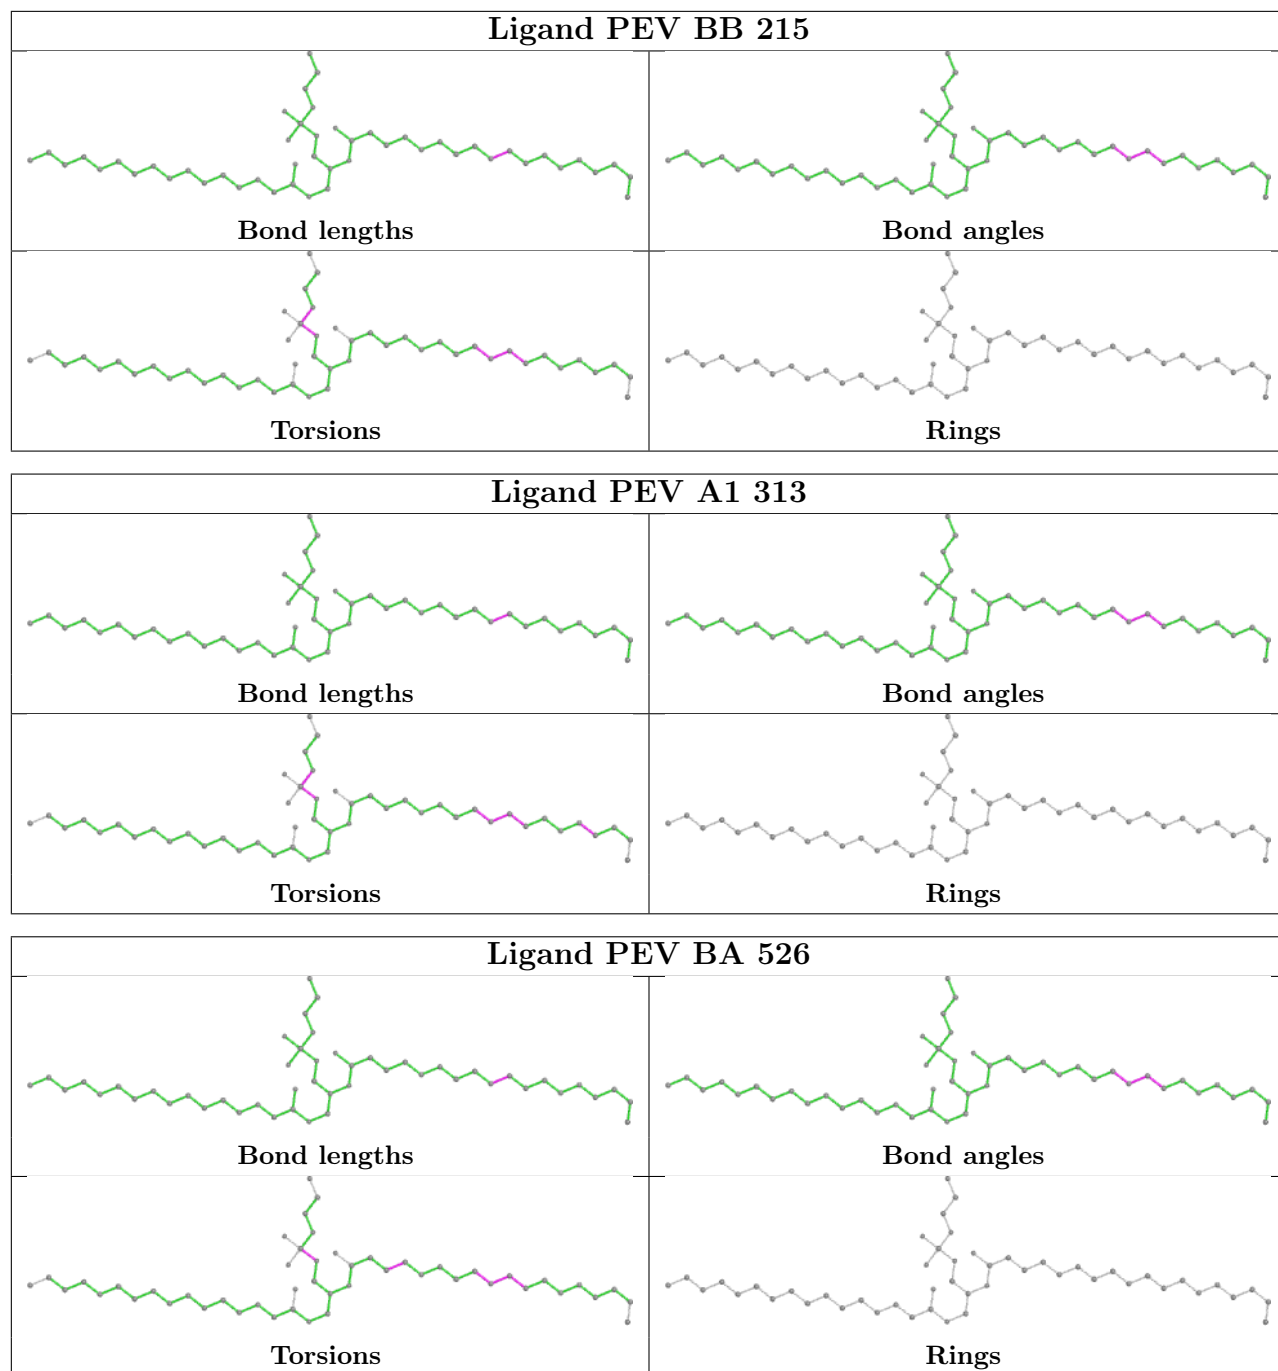 Ligand PEV BB 215
Bond lengths
Bond angles
Torsions
Rings
Ligand PEV A1 313
Bond lengths
Bond angles
Torsions
Rings
Ligand PEV BA 526
Bond lengths
Bond angles
Torsions
Rings